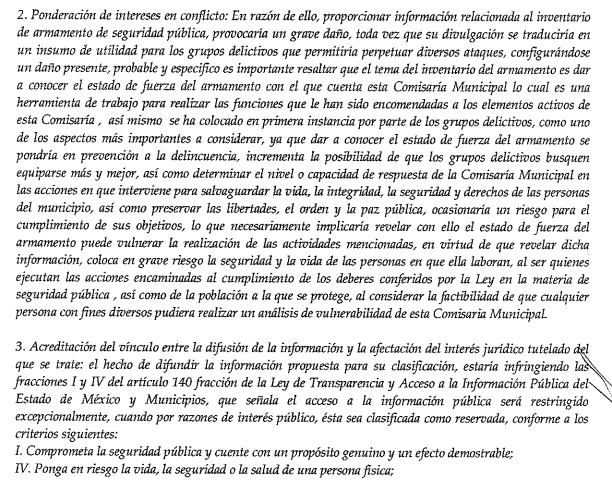 2. Ponderación de intereses en conflicto: En razón de ello, proporcionar información relacionada al inventario
de armamento de seguridad pública, provocaría un grave daño, toda vez que su divulgación se traduciría en
un insumo de utilidad para los grupos delictivos que permitiría perpetuar diversos ataques, configurándose
un daño presente, probable y especifico es importante resaltar que el tema del inventario del armamento es dar
a conocer el estado de fuerza del armamento con el que cuenta esta Comisaría Municipal lo cual es una
herramienta de trabajo para realizar las funciones que le han sido encomendadas a los elementos activos de
esta Comisaría , así mismo se ha colocado en primera instancia por parte de los grupos delictivos, como uno
de los aspectos más importantes a considerar, ya que dar a conocer el estado de fuerza del armamento se
pondría en prevención a la delincuencia, incrementa la posibilidad de que los grupos delictivos busquen
equiparse más y mejor, así como determinar el nivel o capacidad de respuesta de la Comisaría Municipal en
las acciones en que interviene para salvaguardar la vida, la integridad, la seguridad y derechos de las personas
del municipio, así como preservar las libertades, el orden y la paz pública, ocasionaría un riesgo para el
cumplimiento de sus objetivos, lo que necesariamente implicaría revelar con ello el estado de fuerza del
armamento puede vulnerar la realización de las actividades mencionadas, en virtud de que revelar dicha
información, coloca en grave riesgo la seguridad y la vida de las personas en que ella laboran, al ser quienes
ejecutan las acciones encaminadas al cumplimiento de los deberes conferidos por la Ley en la materia de
seguridad pública , así como de la población a la que se protege, al considerar la factibilidad de que cualquier
persona con fines diversos pudiera realizar un análisis de vulnerabilidad de esta Comisaria Municipal.
3. Acreditación del vínculo entre la difusión de la información y la afectación del interés jurídico tutelado del
que se trate: el hecho de difundir la información propuesta para su clasificación, estaría infringiendo las
fracciones I y IV del artículo 140 fracción de la Ley de Transparencia y Acceso a la Información Pública del
Estado de México y Municipios, que señala el acceso a la información pública será restringido
excepcionalmente, cuando por razones de interés público, ésta sea clasificada como reservada, conforme a los
criterios siguientes:
I. Comprometa la seguridad pública y cuente con un propósito genuino y un efecto demostrable;
IV. Ponga en riesgo la vida, la seguridad o la salud de una persona física;